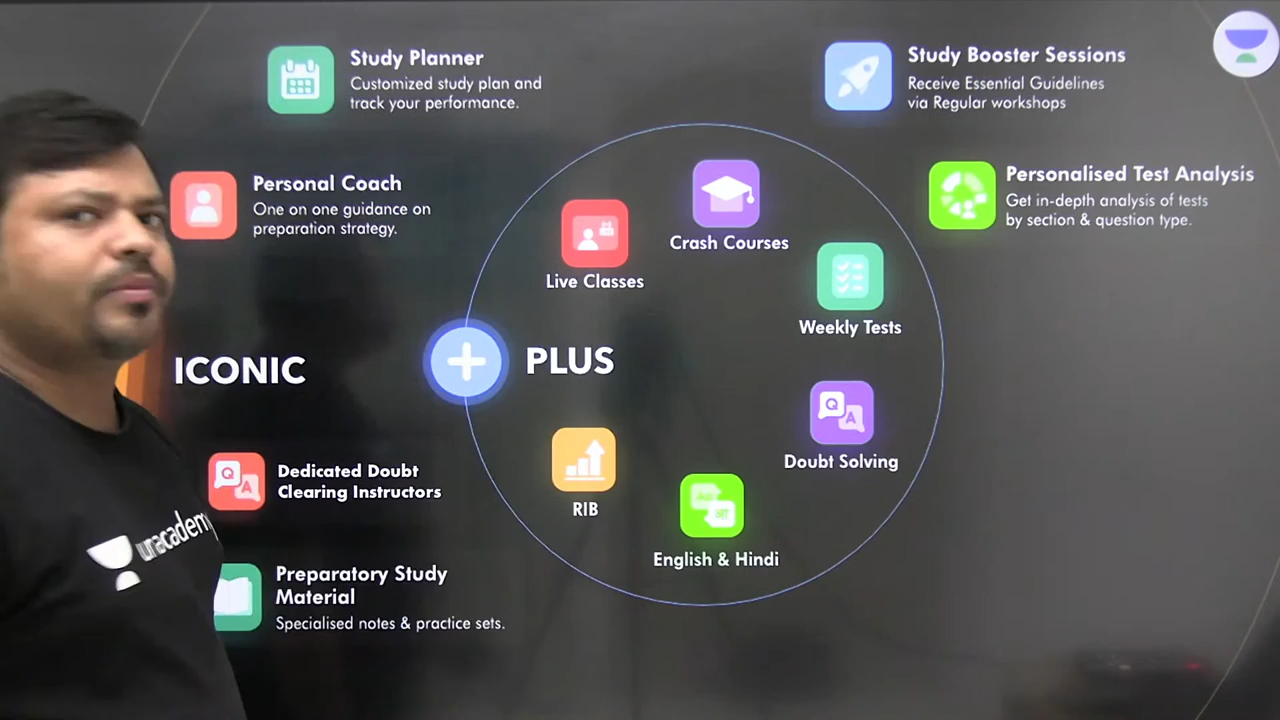 Study Planner
Customized study plan and
track your performance.
Study Booster Sessions
Receive Essential Guidelines
via Regular workshops
Personal Coach
One on one guidance on
preparation strategy.
Personalised Test Analysis
Get in-depth analysis of tests
by section & question type.
Crash Courses
Live Classes
Weekly Tests
ICONIC
PLUS
Q
A
Doubt Solving
Q
A
Dedicated Doubt
Clearing Instructors
RIB
English & Hindi
unacademy
Preparatory Study
Material
Specialised notes & practice sets.